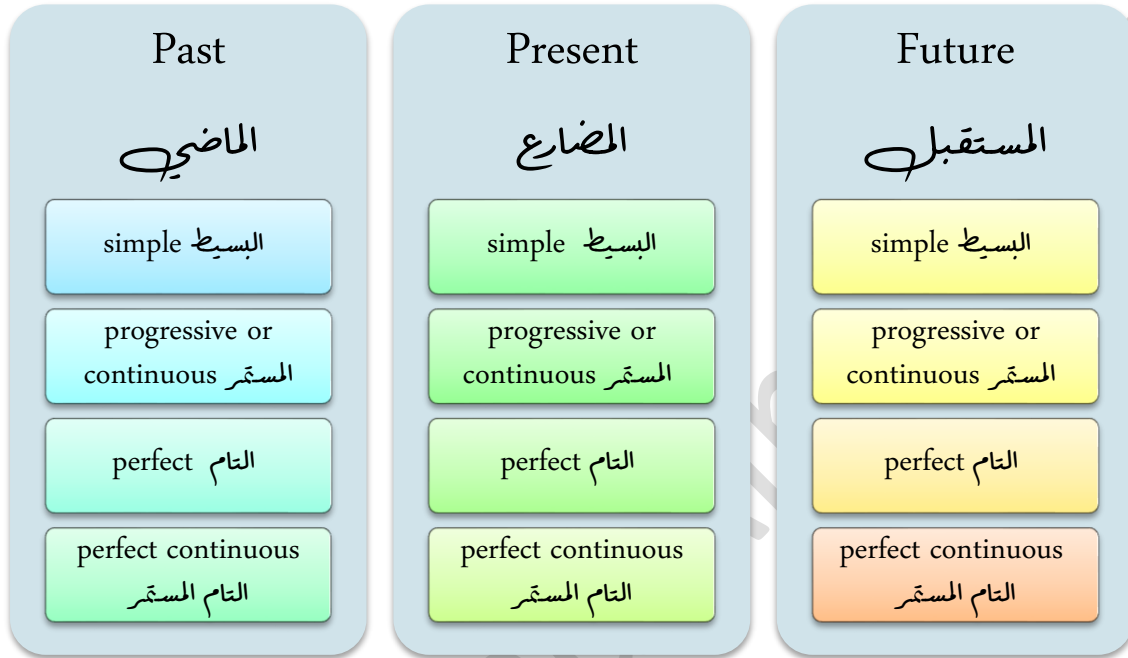 Past
الماضي
simple البسيط
progressive or
continuous المستمر
perfect التام
perfect continuous
التام المستمر
Present
المضارع
simple البسيط
progressive or
continuous المستمر
perfect التام
perfect continuous
التام المستمر
Future
المستقبل
simple البسيط
progressive or
continuous المستمر
perfect التام
perfect continuous
التام المستمر